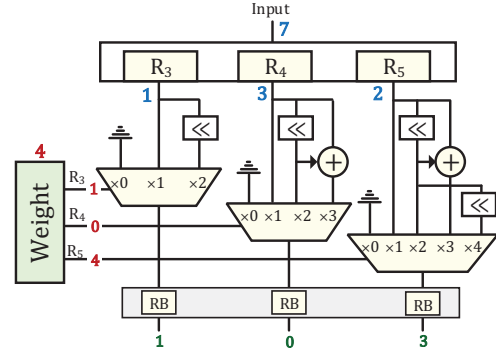 Input
7
R₃ R₄ R₅
1 3 2
≪ ≪ ≪
+ +
4
Weight
R₃ 1
×0 ×1 ×2
≪
R₄ 0
×0 ×1 ×2 ×3
R₅ 4
×0 ×1 ×2 ×3 ×4
RB RB RB
1 0 3